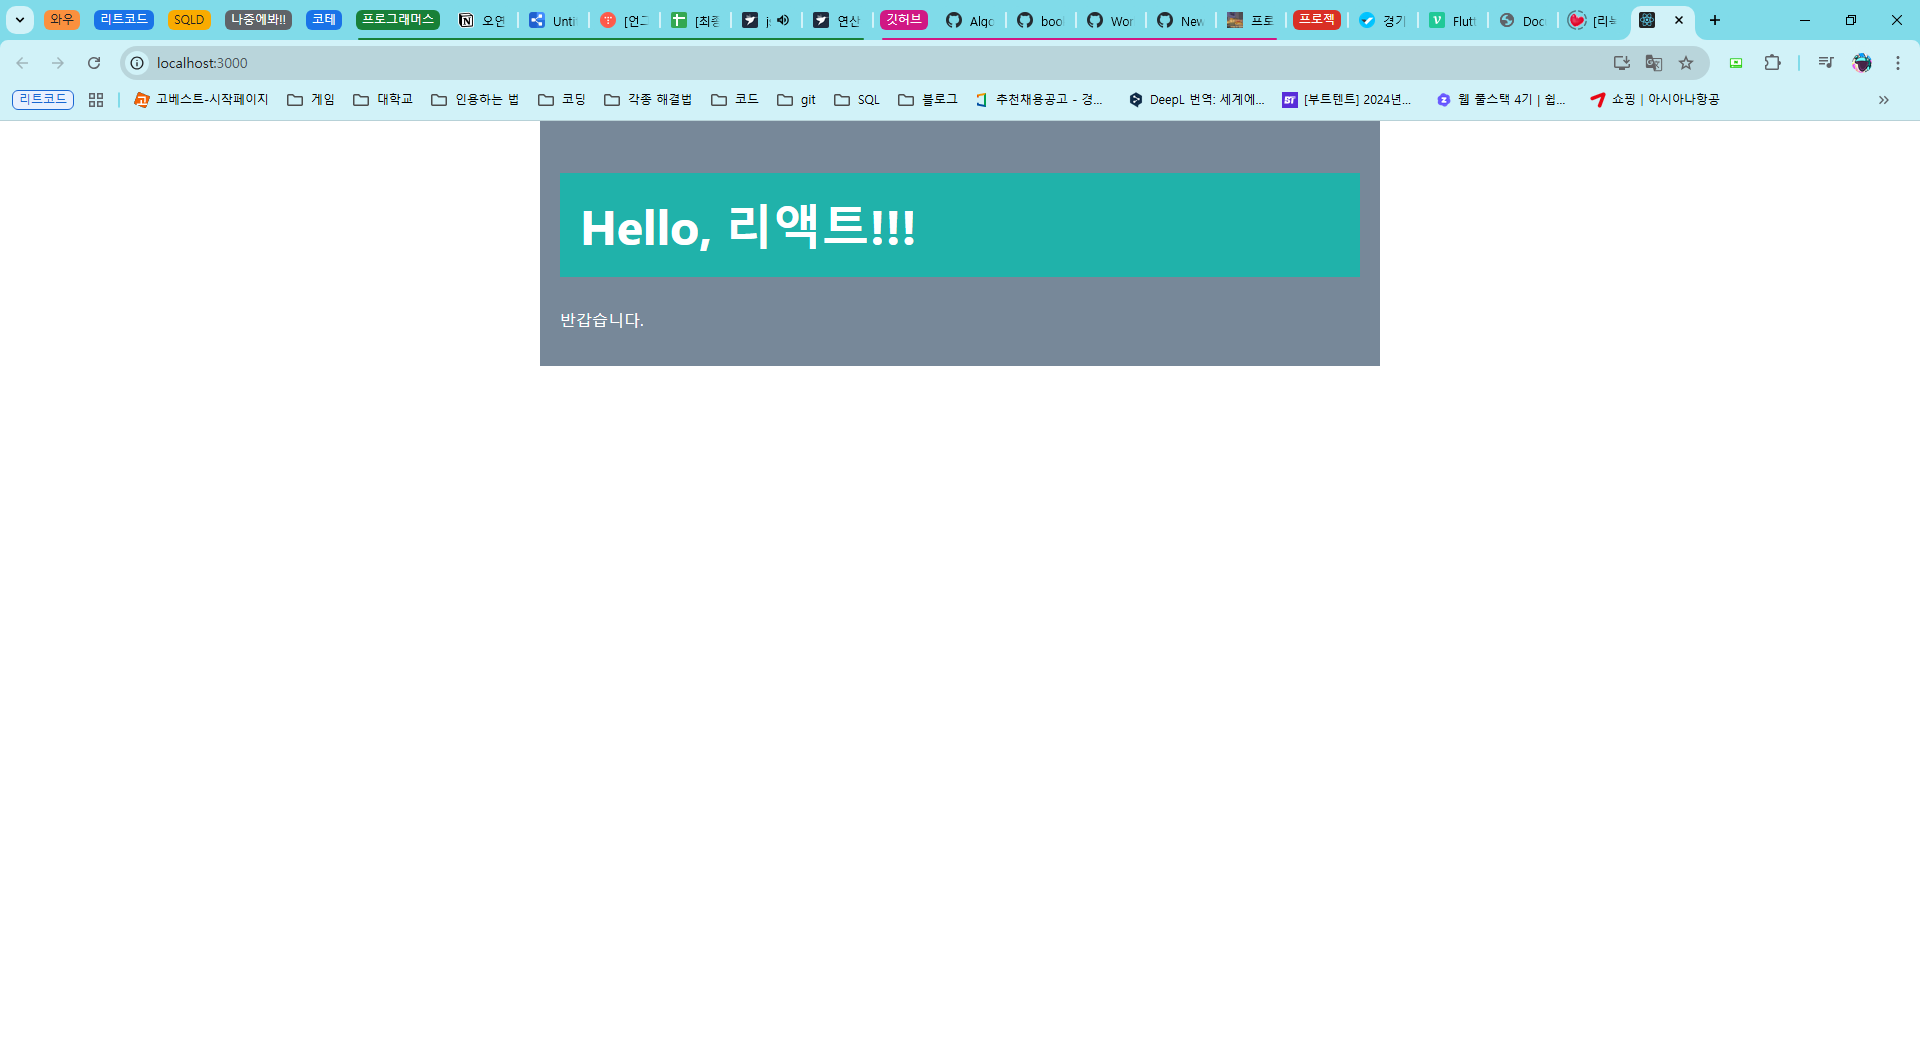 와우 리트코드 SQLD 나중에봐!! 코테 프로그래머스 오연 Unti [언그 [최종 js 연산 깃허브 Algo boo Wor New 프로 프로젝 경기 Flutt Doc [리눅
localhost:3000
리트코드 고베스트-시작페이지 게임 대학교 인용하는 법 코딩 각종 해결법 코드 git SQL 블로그 추천채용공고 - 경... DeepL 번역: 세계에... [부트텐트] 2024년... 웹 풀스택 4기 | 쉽... 쇼핑 | 아시아나항공
Hello, 리액트!!!
반갑습니다.